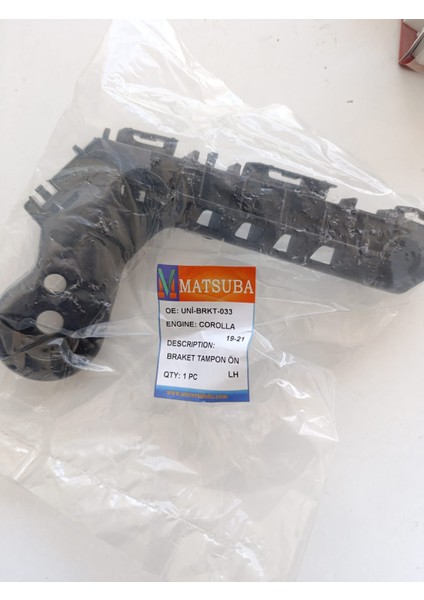 MATSUBA
OE: UNİ-BRKT-033
ENGINE: COROLLA
19-21
DESCRIPTION:
BRAKET TAMPON ÖN
QTY: 1 PC LH